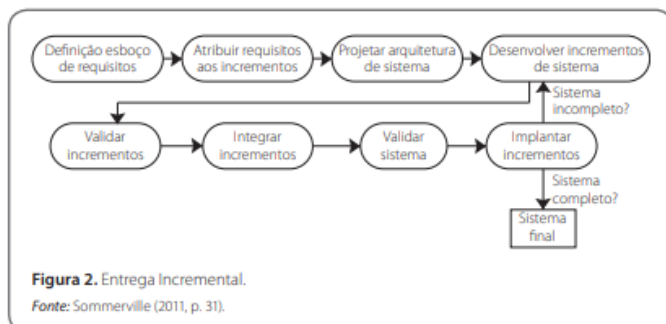 Definição esboço
de requisitos
Atribuir requisitos
aos incrementos
Projetar arquitetura
de sistema
Desenvolver incrementos
de sistema
Sistema
incompleto?
Validar
incrementos
Integrar
incrementos
Validar
sistema
Implantar
incrementos
Sistema
completo?
Sistema
final
Figura 2. Entrega Incremental.
Fonte: Sommerville (2011, p. 31).